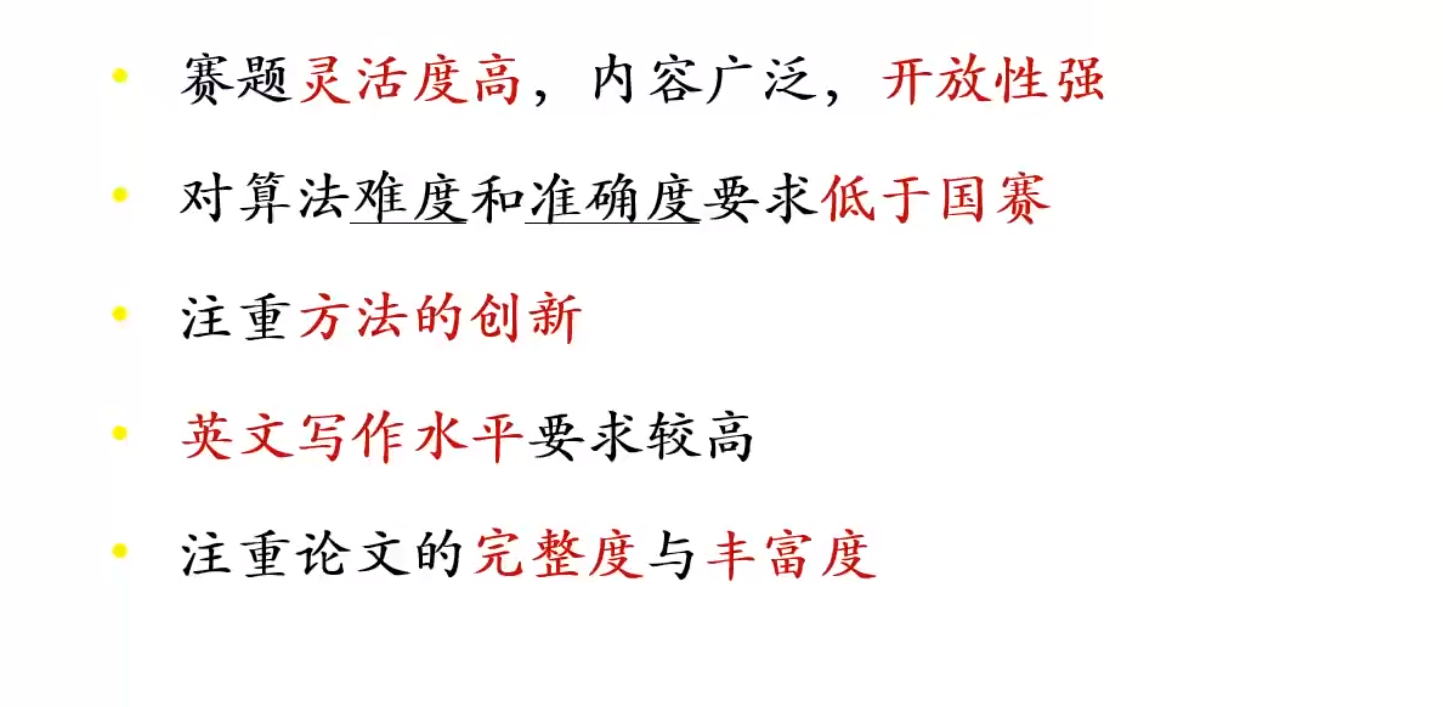 赛题灵活度高，内容广泛，开放性强
对算法难度和准确度要求低于国赛
注重方法的创新
英文写作水平要求较高
注重论文的完整度与丰富度